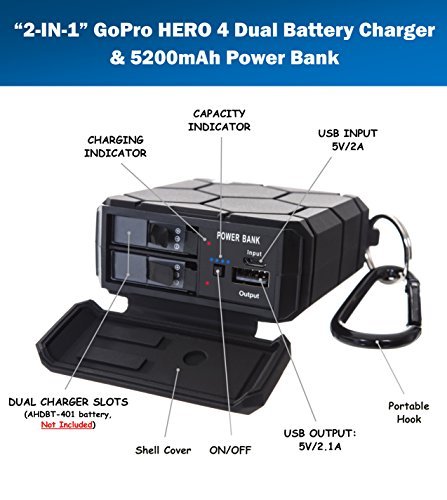 “2-IN-1” GoPro HERO 4 Dual Battery Charger
& 5200mAh Power Bank
CAPACITY
INDICATOR
CHARGING
INDICATOR
USB INPUT
5V/2A
POWER BANK
Input
Output
DUAL CHARGER SLOTS
(AHDBT-401 battery,
Not Included)
Shell Cover
ON/OFF
USB OUTPUT:
5V/2.1A
Portable
Hook